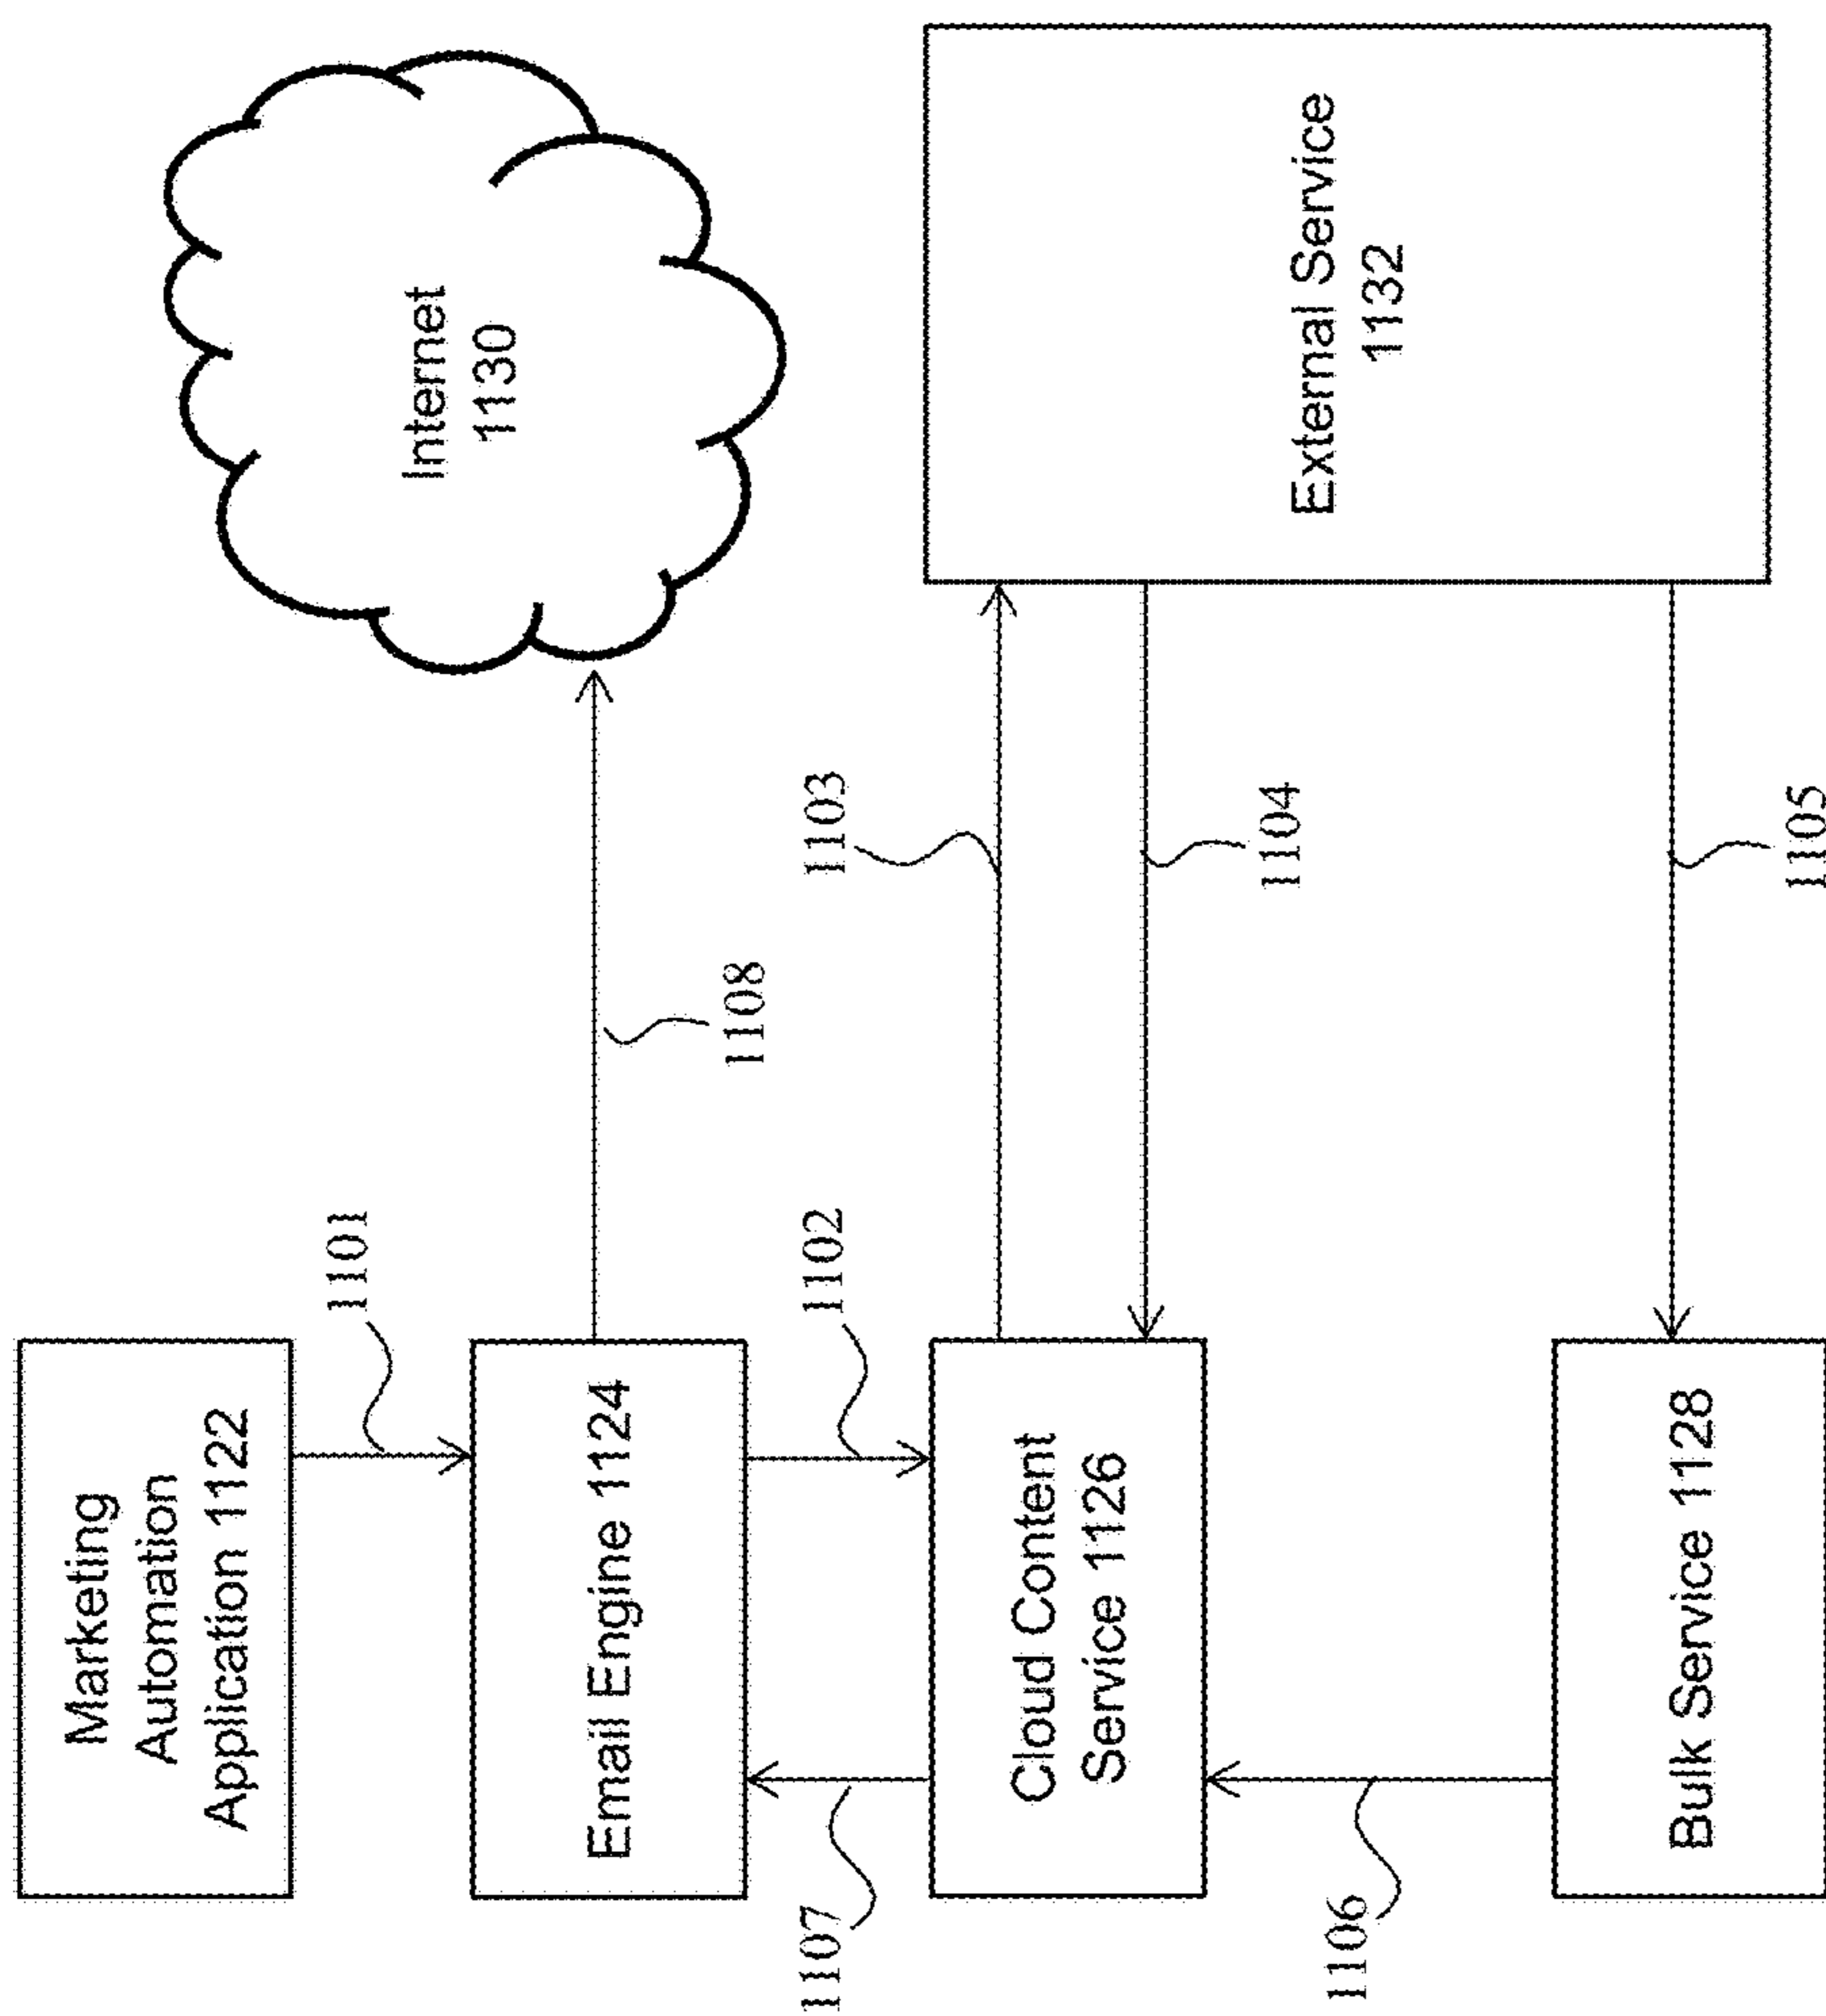 Marketing
Automation
Application 1122
1101
Email Engine 1124
1108
Internet
1130
1107
1102
1103
Cloud Content
Service 1126
1104
External Service
1132
1106
Bulk Service 1128
1105